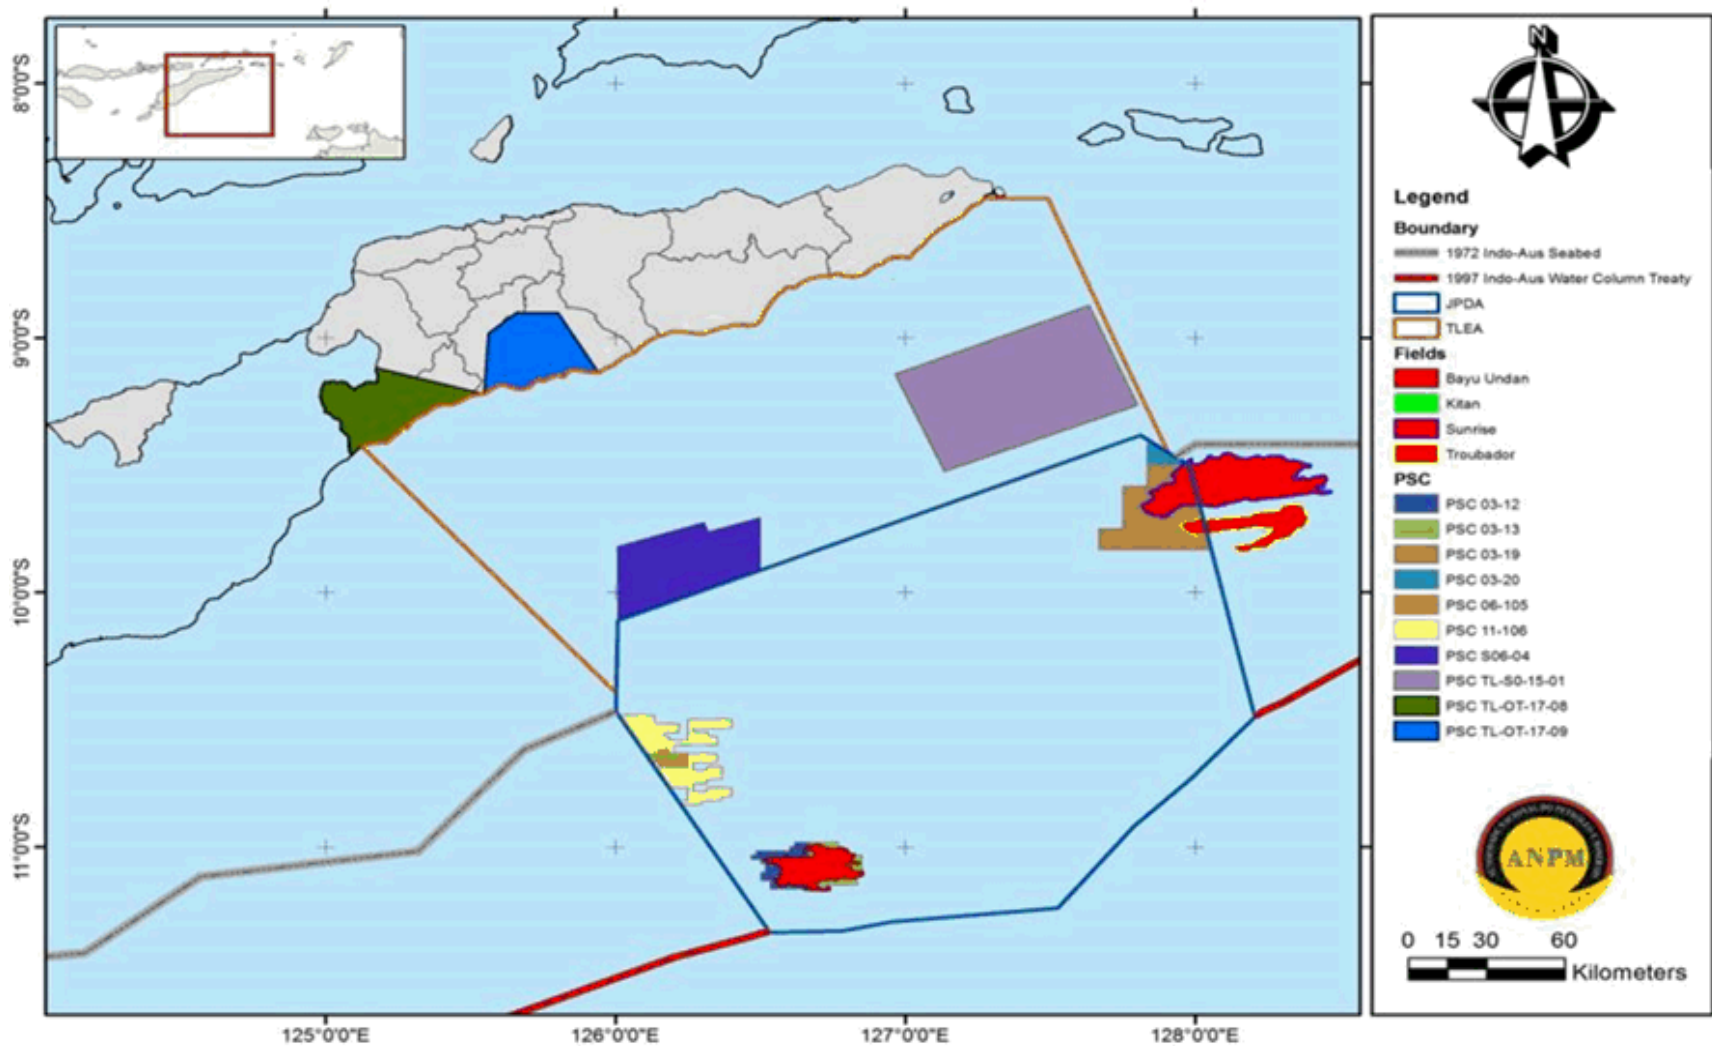 8°0'0"S
9°0'0"S
10°0'0"S
11°0'0"S
125°0'0"E
126°0'0"E
127°0'0"E
128°0'0"E
N
Legend
Boundary
1972 Indo-Aus Seabed
1997 Indo-Aus Water Column Treaty
JPDA
TLEA
Fields
Bayu Undan
Kitan
Sunrise
Troubador
PSC
PSC 03-12
PSC 03-13
PSC 03-19
PSC 03-20
PSC 06-105
PSC 11-106
PSC S06-04
PSC TL-S0-15-01
PSC TL-OT-17-08
PSC TL-OT-17-09
ANPM
0 15 30 60
Kilometers